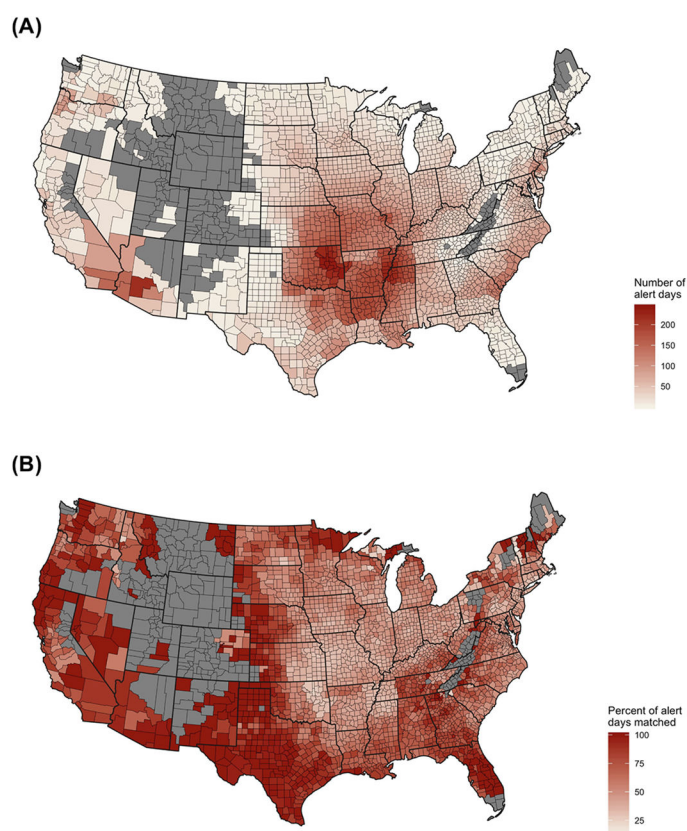 (A)
Number of
alert days
200
150
100
50
(B)
Percent of alert
days matched
100
75
50
25